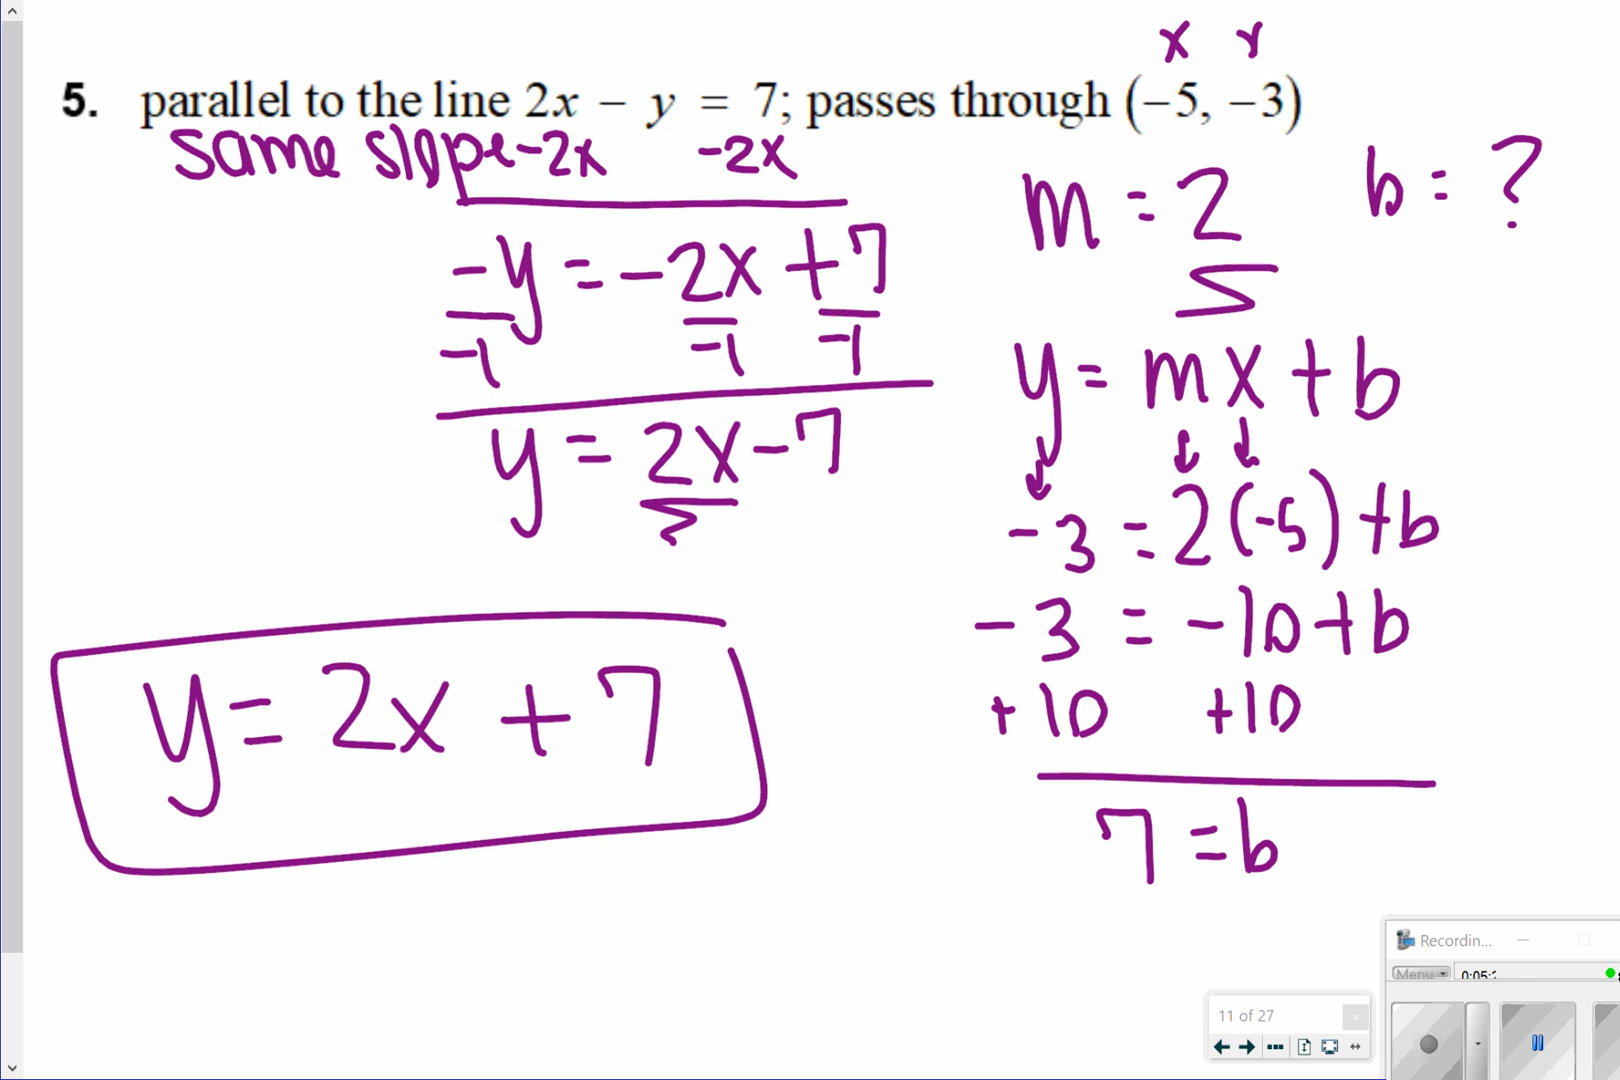 x y
5. parallel to the line 2x − y = 7; passes through (−5, −3)
same slope -2x -2x
-y = -2x +7
-1 -1 -1
y = 2x - 7
y = 2x + 7
m = 2 b = ?
y = mx + b
-3 = 2(-5) + b
-3 = -10 + b
+10 +10
7 = b
Recordin...
Menu
11 of 27